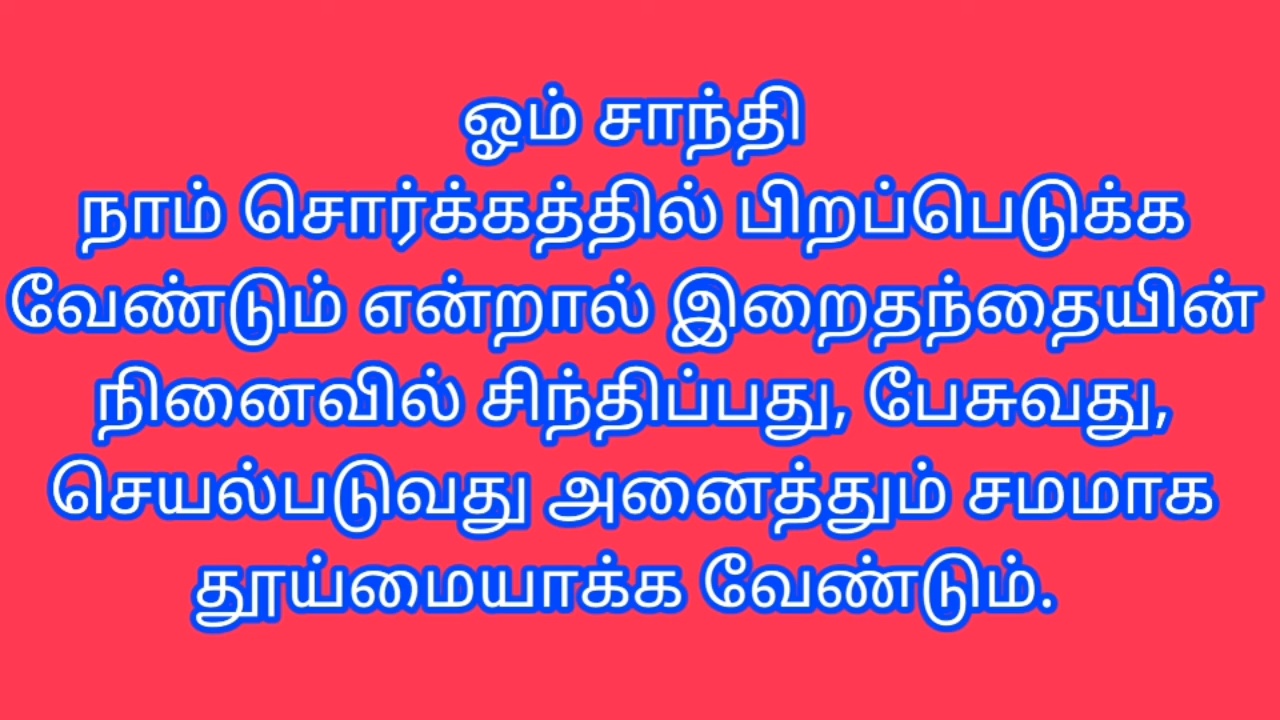 ஓம் சாந்தி
நாம் சொர்க்கத்தில் பிறப்பெடுக்க
வேண்டும் என்றால் இறைதந்தையின்
நினைவில் சிந்திப்பது, பேசுவது,
செயல்படுவது அனைத்தும் சமமாக
தூய்மையாக்க வேண்டும்.